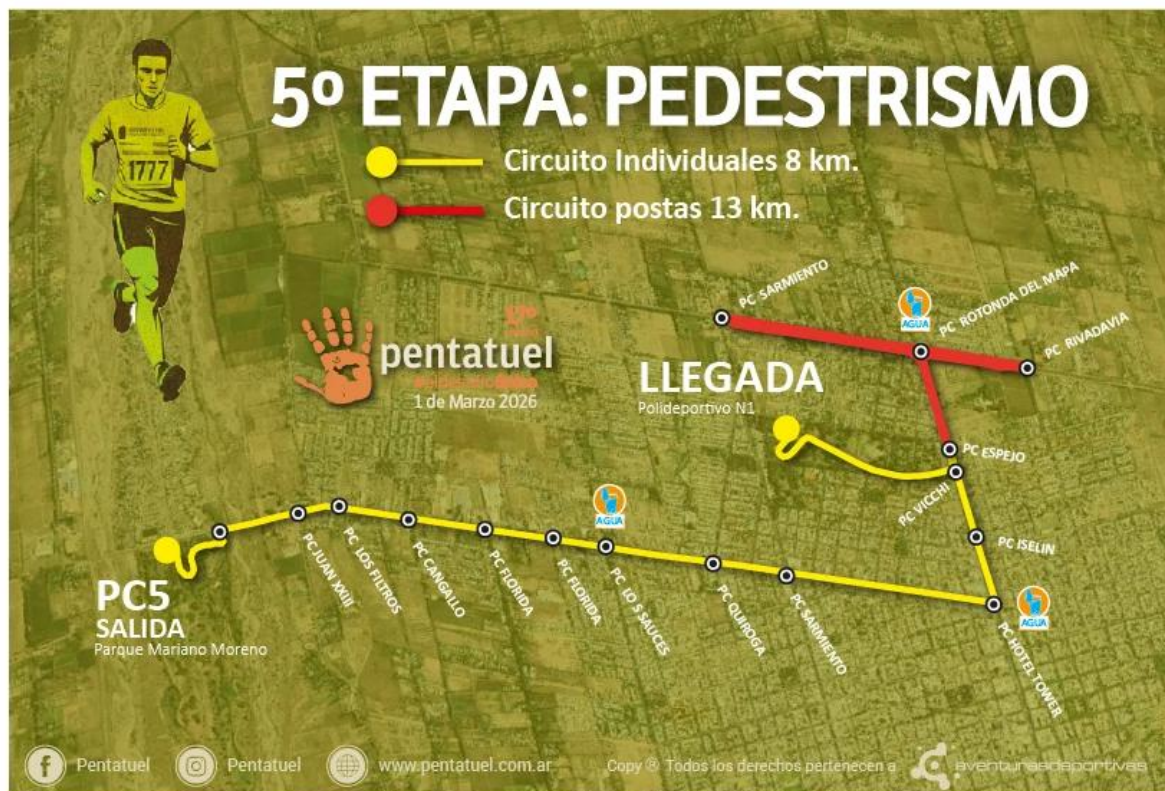 5º ETAPA: PEDESTRISMO
Circuito Individuales 8 km.
Circuito postas 13 km.
1777
pentatuel
1 de Marzo 2026
PC SARMIENTO
AGUA
PC ROTONDA DEL MAPA
PC RIVADAVIA
LLEGADA
Polideportivo N1
PC ESPEJO
PC VICCHI
PC ISELIN
AGUA
PC5
SALIDA
Parque Mariano Moreno
PC JUAN XXIII
PC LOS FILTROS
PC CANGALLO
PC FLORIDA
PC FLORIDA
PC LO S SAUCES
PC QUIROGA
PC SARMIENTO
PC HOTEL TOWER
AGUA
Pentatuel
Pentatuel
www.pentatuel.com.ar
Copy ® Todos los derechos pertenecen a
aventurasdeportivas